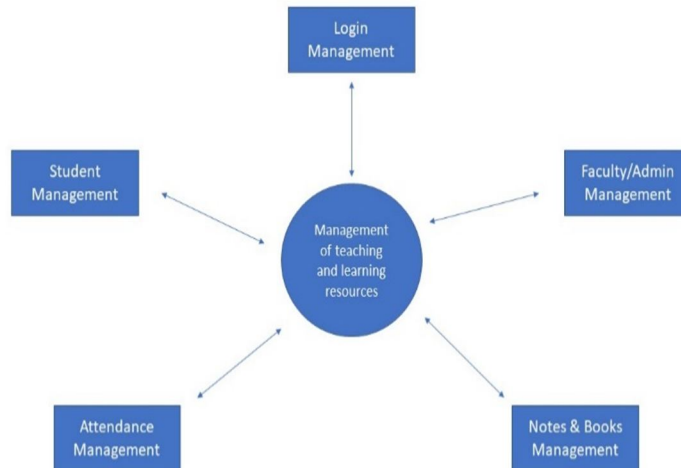 Login
Management
Student
Management
Faculty/Admin
Management
Management
of teaching
and learning
resources
Attendance
Management
Notes & Books
Management